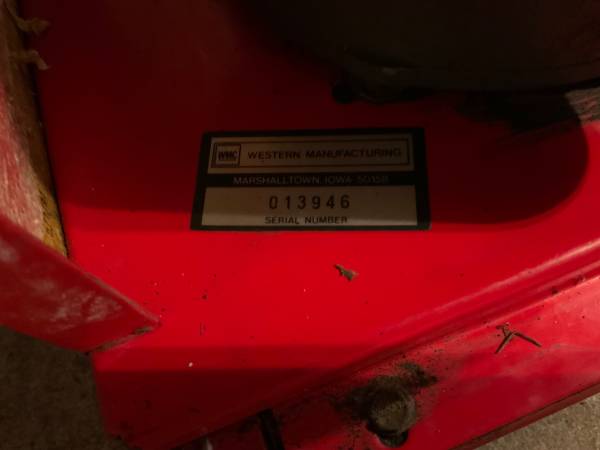 WMC WESTERN MANUFACTURING
MARSHALLTOWN, IOWA 50158
013946
SERIAL NUMBER